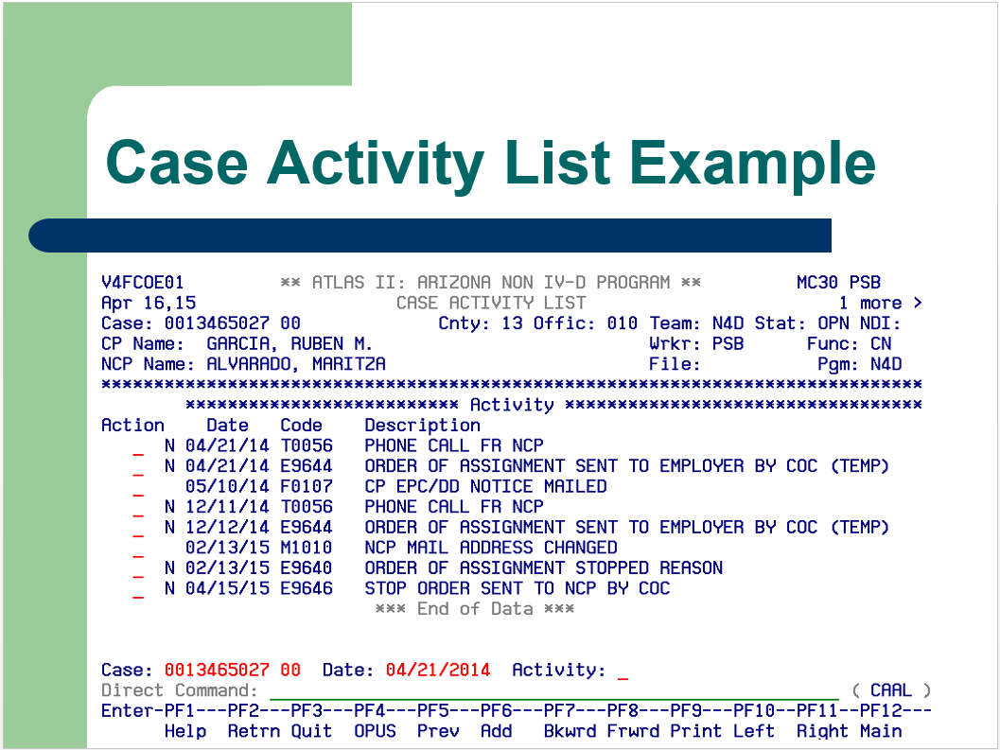 Case Activity List Example
V4FCOE01 ** ATLAS II: ARIZONA NON IV-D PROGRAM ** MC30 PSB
Apr 16,15 CASE ACTIVITY LIST 1 more >
Case: 0013465027 00 Cnty: 13 Offic: 010 Team: N4D Stat: OPN NDI:
CP Name: GARCIA, RUBEN M. Wrkr: PSB Func: CN
NCP Name: ALVARADO, MARITZA File: Pgm: N4D
******************************************************************************
************************** Activity **********************************
Action Date Code Description
_ N 04/21/14 T0056 PHONE CALL FR NCP
_ N 04/21/14 E9644 ORDER OF ASSIGNMENT SENT TO EMPLOYER BY COC (TEMP)
_ 05/10/14 F0107 CP EPC/DD NOTICE MAILED
_ N 12/11/14 T0056 PHONE CALL FR NCP
_ N 12/12/14 E9644 ORDER OF ASSIGNMENT SENT TO EMPLOYER BY COC (TEMP)
_ 02/13/15 M1010 NCP MAIL ADDRESS CHANGED
_ N 02/13/15 E9640 ORDER OF ASSIGNMENT STOPPED REASON
_ N 04/15/15 E9646 STOP ORDER SENT TO NCP BY COC
*** End of Data ***
Case: 0013465027 00 Date: 04/21/2014 Activity: _
Direct Command: ______________________________________________________ ( CAAL )
Enter-PF1---PF2---PF3---PF4---PF5---PF6---PF7---PF8---PF9---PF10--PF11--PF12---
Help Retrn Quit OPUS Prev Add Bkwrd Frwrd Print Left Right Main